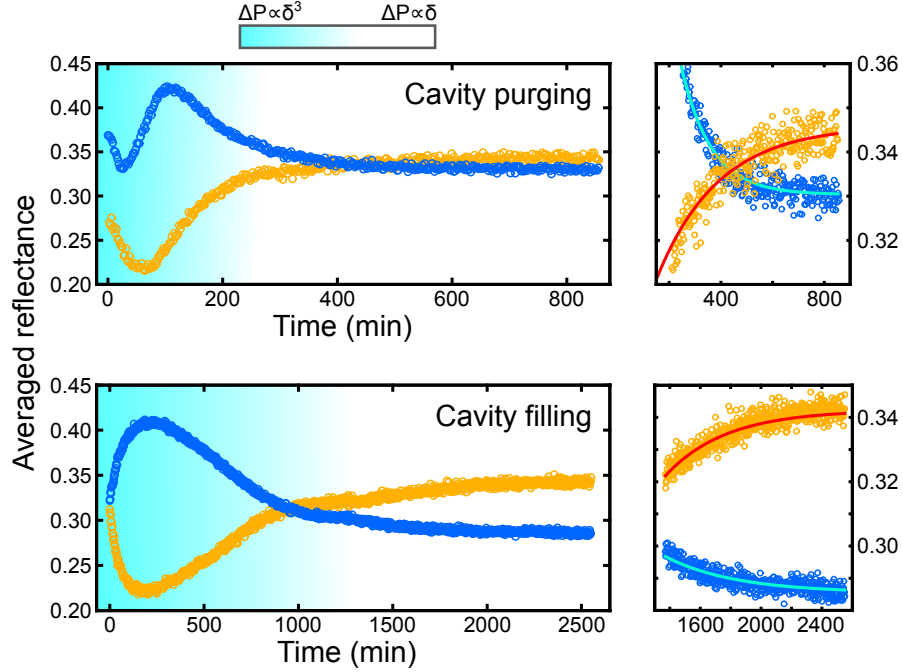 ΔP∝δ³ ΔP∝δ
Averaged reflectance
0.45
0.40
0.35
0.30
0.25
0.20
Cavity purging
0 200 400 600 800
Time (min)
0.36
0.34
0.32
400 600 800
0.45
0.40
0.35
0.30
0.25
0.20
Cavity filling
0 500 1000 1500 2000 2500
Time (min)
0.34
0.32
0.30
1600 2000 2400